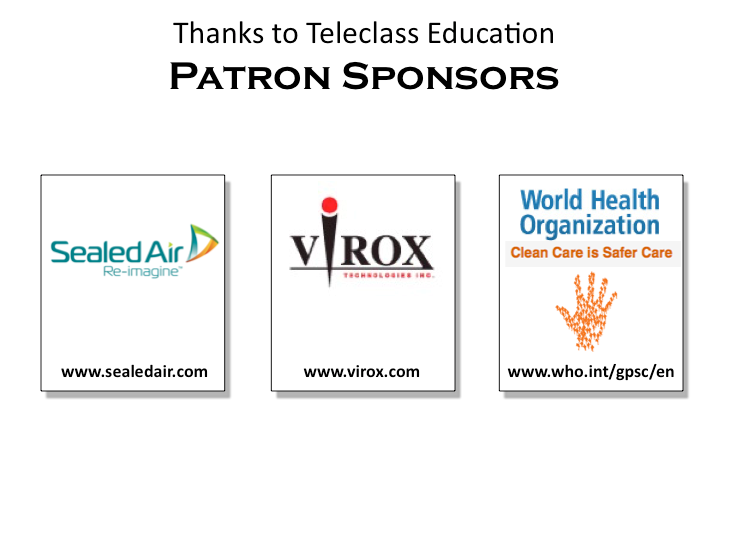 Thanks to Teleclass Education
PATRON SPONSORS
Sealed Air
Re-imagine™
www.sealedair.com
VIROX
TECHNOLOGIES INC.
www.virox.com
World Health
Organization
Clean Care is Safer Care
www.who.int/gpsc/en